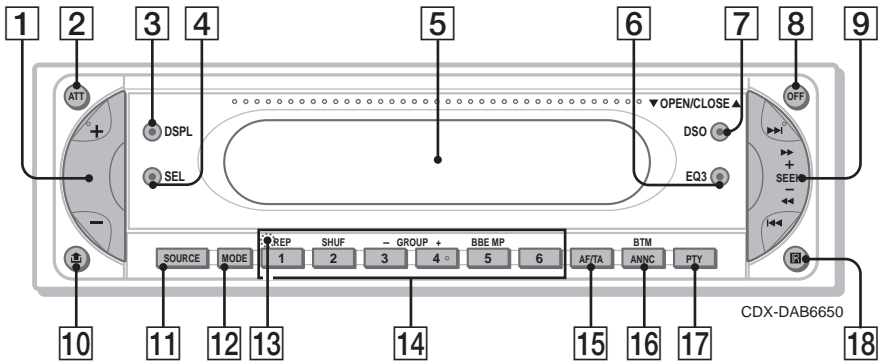 1 2 3 4 5 6 7 8 9
ATT
OFF
▼OPEN/CLOSE▲
+
DSPL
DSO
▶▶I
▶▶
+
SEL
EQ3
SEEK
–
◀◀
–
I◀◀
REP SHUF – GROUP + BBE MP BTM
SOURCE MODE 1 2 3 4 5 6 AF/TA ANNC PTY
CDX-DAB6650
10 11 12 13 14 15 16 17 18